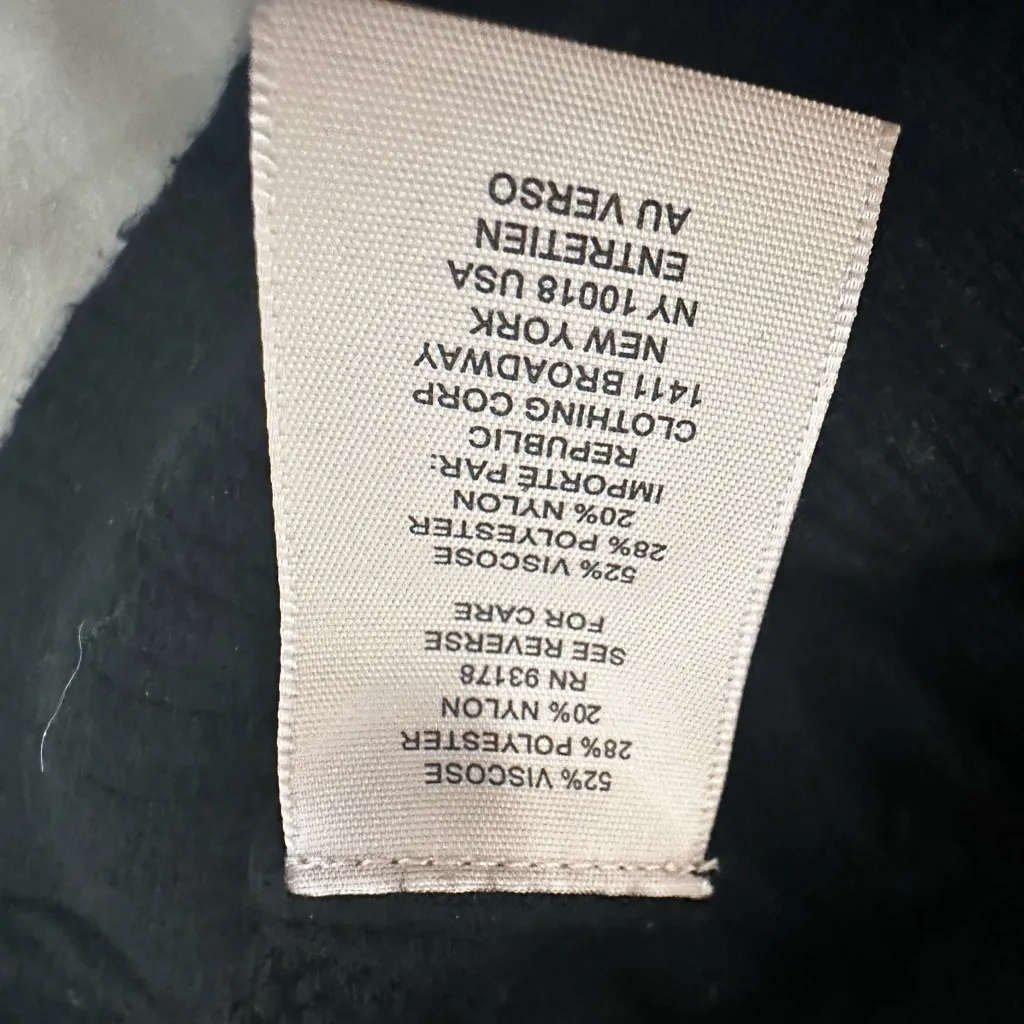 52% VISCOSE
28% POLYESTER
20% NYLON
RN 93178
SEE REVERSE
FOR CARE
52% VISCOSE
28% POLYESTER
20% NYLON
IMPORTÉ PAR:
REPUBLIC
CLOTHING CORP
1411 BROADWAY
NEW YORK
NY 10018 USA
ENTRETIEN
AU VERSO